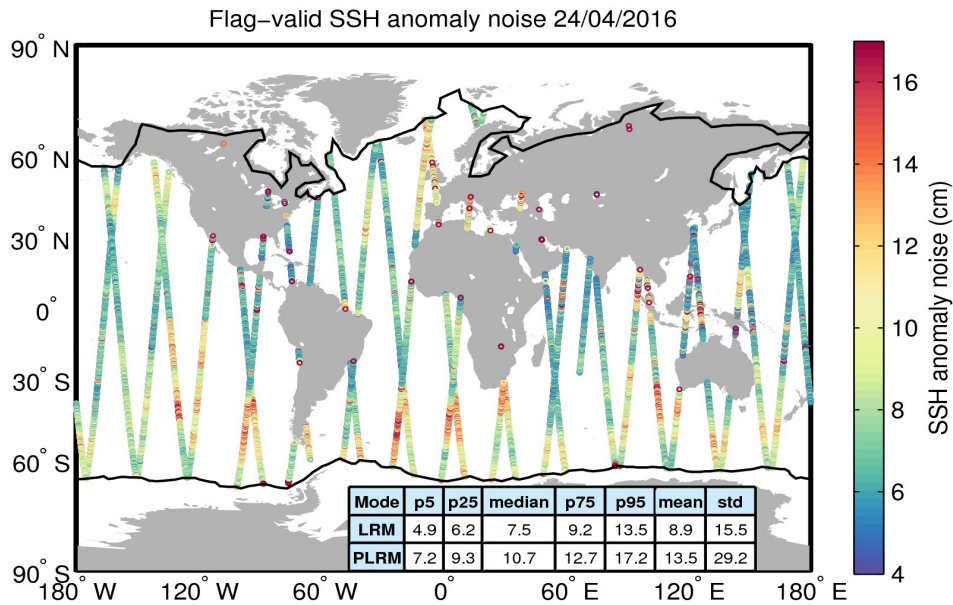 Flag−valid SSH anomaly noise 24/04/2016
90° N
60° N
30° N
0°
30° S
60° S
90° S
180° W
120° W
60° W
0°
60° E
120° E
180° E
16
14
12
10
8
6
4
SSH anomaly noise (cm)
Mode p5 p25 median p75 p95 mean std
LRM 4.9 6.2 7.5 9.2 13.5 8.9 15.5
PLRM 7.2 9.3 10.7 12.7 17.2 13.5 29.2